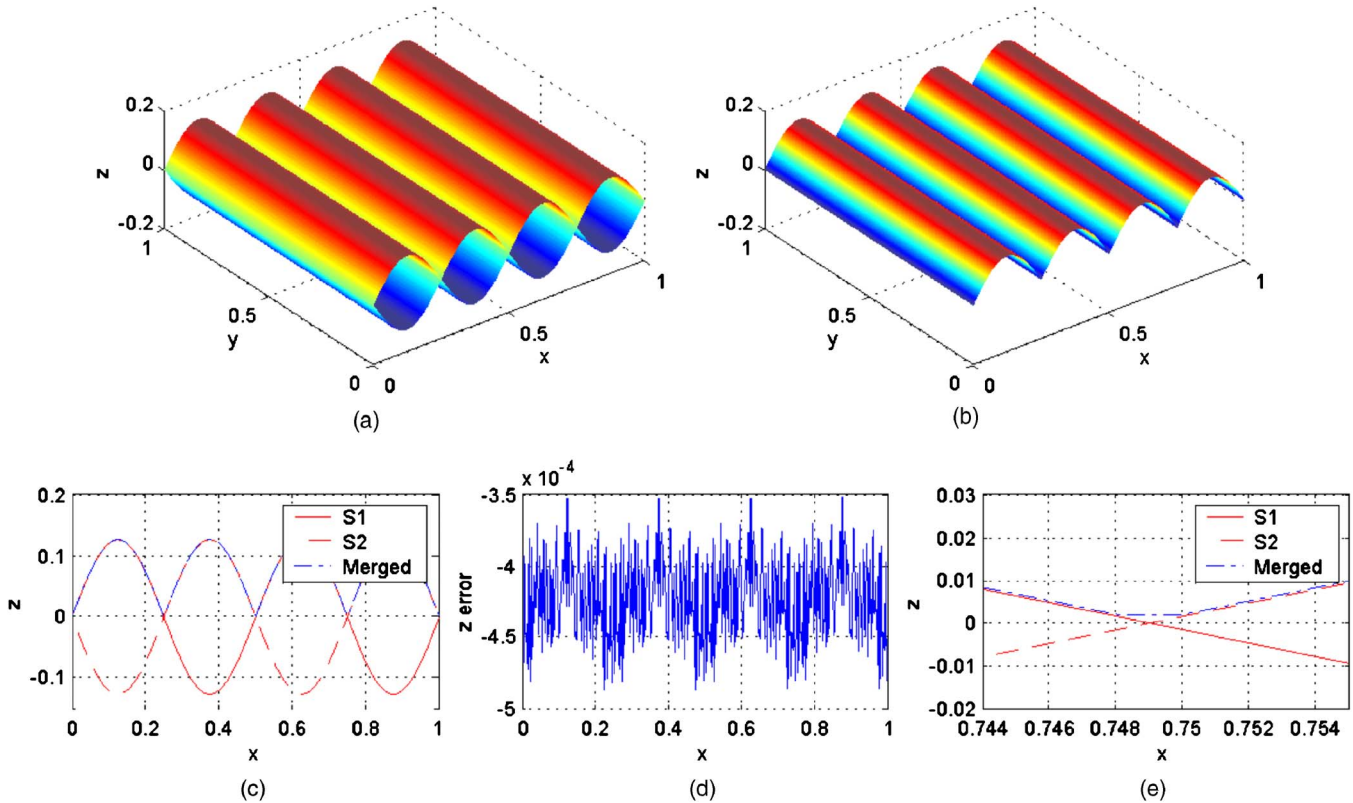 0.2
0
-0.2
z
1
0.5
y
0
0
0.5
x
1
(a)
0.2
0
-0.2
z
1
0.5
y
0
0
0.5
x
1
(b)
0.2
0.1
0
-0.1
z
0
0.2
0.4
0.6
0.8
1
x
S1
S2
Merged
(c)
x 10⁻⁴
-3.5
-4
-4.5
-5
z error
0
0.2
0.4
0.6
0.8
1
x
(d)
0.03
0.02
0.01
0
-0.01
-0.02
z
0.744
0.746
0.748
0.75
0.752
0.754
x
S1
S2
Merged
(e)